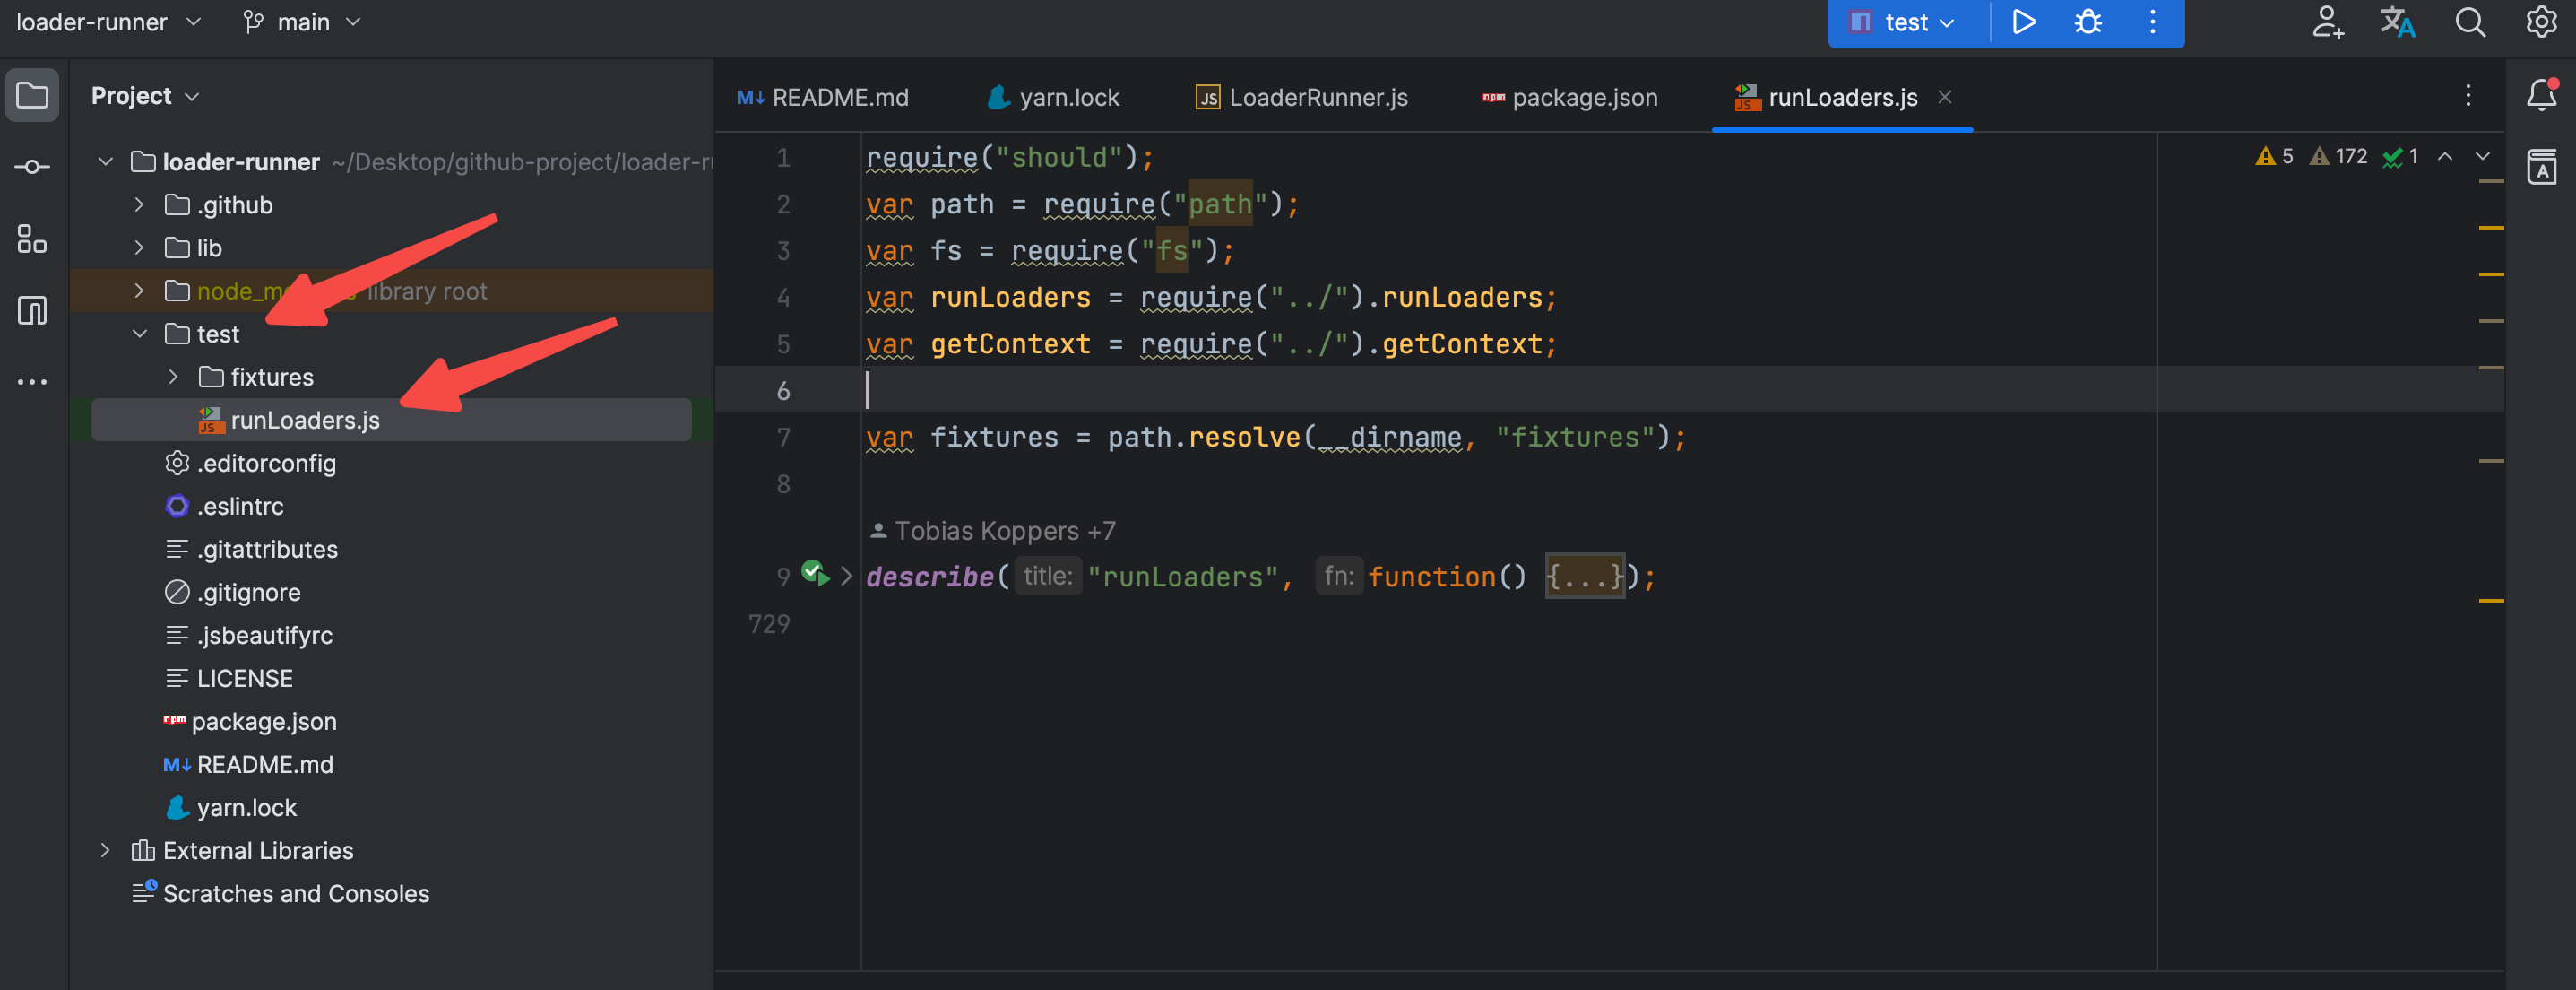 loader-runner
main
test
Project
loader-runner ~/Desktop/github-project/loader-ru
.github
lib
library root
test
fixtures
runLoaders.js
.editorconfig
.eslintrc
.gitattributes
.gitignore
.jsbeautifyrc
LICENSE
package.json
README.md
yarn.lock
External Libraries
Scratches and Consoles
README.md
yarn.lock
LoaderRunner.js
package.json
runLoaders.js
5 172 1
1 require("should");
2 var path = require("path");
3 var fs = require("fs");
4 var runLoaders = require("../").runLoaders;
5 var getContext = require("../").getContext;
6
7 var fixtures = path.resolve(__dirname, "fixtures");
8
Tobias Koppers +7
9 describe( title: "runLoaders", fn: function() {...});
729